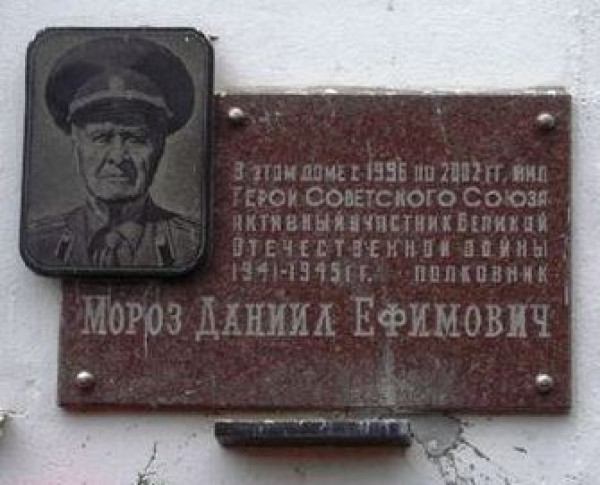 В этом доме с 1996 по 2002 гг. жил
Герой Советского Союза,
активный участник Великой
Отечественной войны
1941-1945 г г. полковник
Мороз Даниил Ефимович